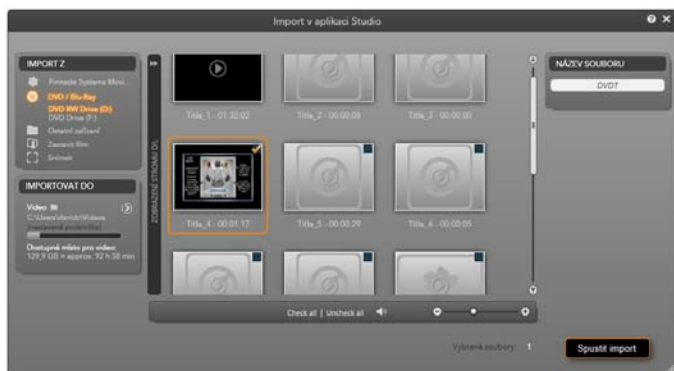 Import v aplikaci Studio
IMPORT Z
Pinnacle Systems Movi...
DVD / Blu-Ray
DVD RW Drive (D:)
DVD Drive (F:)
Ostatní zařízení
Zastavit film
Snímek
IMPORTOVAT DO
Video
C:\Users\davidz\Videos
Dostupné místo pro video:
129,9 GB = approx. 92 h 38 min
Title_1 - 01:32:02
Title_2 - 00:00:08
Title_3 - 00:00:00
Title_4 - 00:01:17
Title_5 - 00:00:29
Title_6 - 00:00:05
Check all | Uncheck all
NÁZEV SOUBORU
DVDT
Vybrané soubory: 1
Spustit import